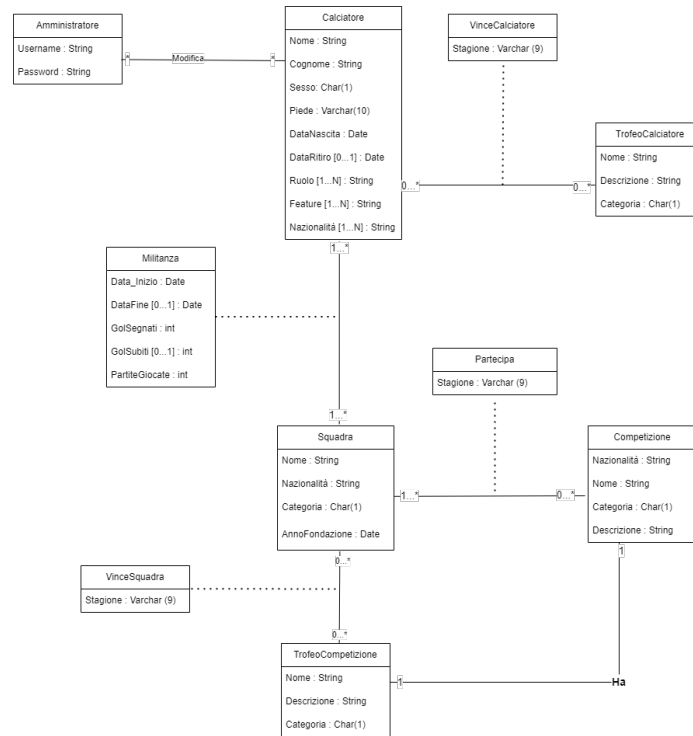 Amministratore
Username : String
Password : String
*
Modifica
*
Calciatore
Nome : String
Cognome : String
Sesso: Char(1)
Piede : Varchar(10)
DataNascita : Date
DataRitiro [0...1] : Date
Ruolo [1...N] : String
Feature [1...N] : String
Nazionalità [1...N] : String
VinceCalciatore
Stagione : Varchar (9)
0...*
0...*
TrofeoCalciatore
Nome : String
Descrizione : String
Categoria : Char(1)
1...*
Militanza
Data_Inizio : Date
DataFine [0...1] : Date
GolSegnati : int
GolSubiti [0...1] : int
PartiteGiocate : int
1...*
Partecipa
Stagione : Varchar (9)
Squadra
Nome : String
Nazionalità : String
Categoria : Char(1)
AnnoFondazione : Date
1...*
0...*
Competizione
Nazionalità : String
Nome : String
Categoria : Char(1)
Descrizione : String
1
0...*
VinceSquadra
Stagione : Varchar (9)
0...*
TrofeoCompetizione
Nome : String
Descrizione : String
Categoria : Char(1)
1
Ha